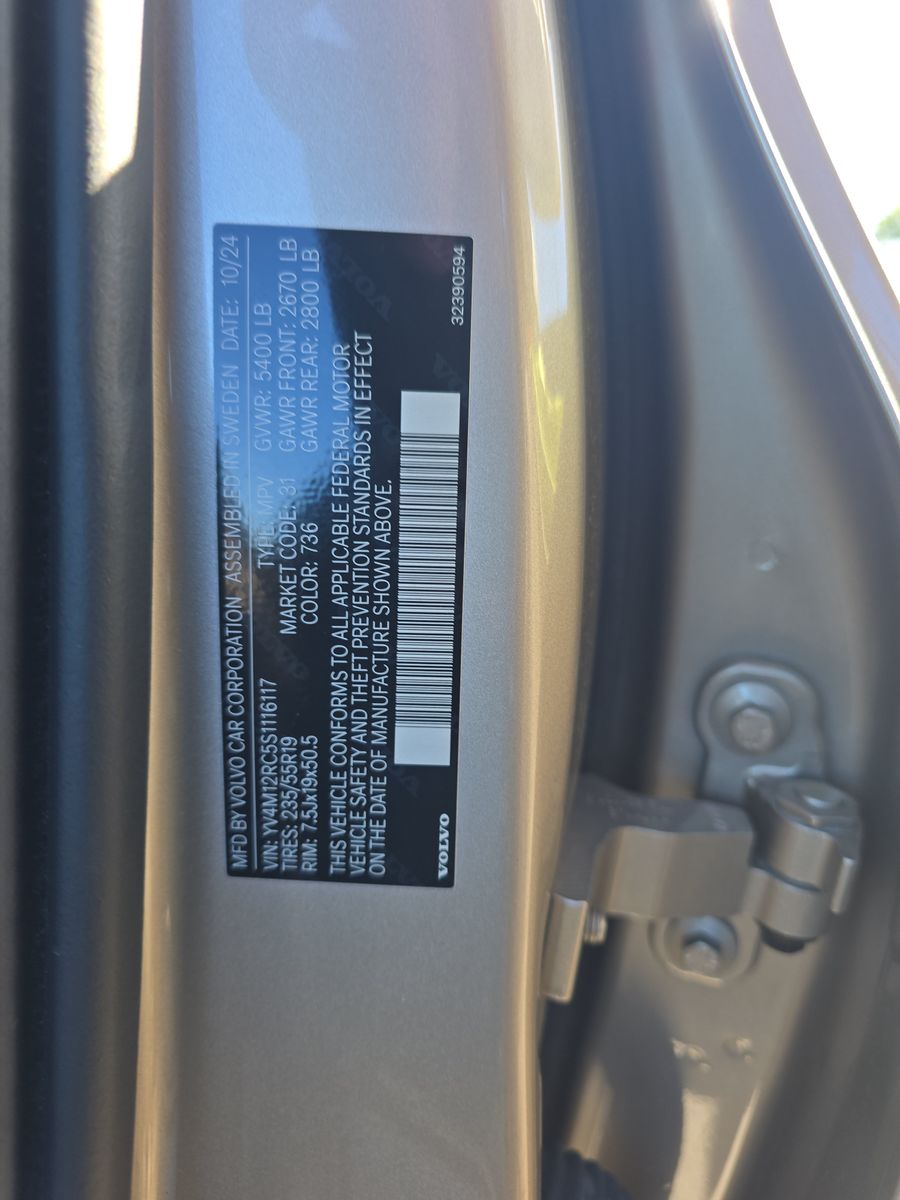 MFD BY VOLVO CAR CORPORATION ASSEMBLED IN SWEDEN DATE: 10/24
VIN: YV4M12RC5S1116117 TYPE: MPV GVWR: 5400 LB
TIRES: 235/55R19 MARKET CODE: 31 GAWR FRONT: 2670 LB
RIM: 7.5Jx19x50.5 COLOR: 736 GAWR REAR: 2800 LB
THIS VEHICLE CONFORMS TO ALL APPLICABLE FEDERAL MOTOR
VEHICLE SAFETY AND THEFT PREVENTION STANDARDS IN EFFECT
ON THE DATE OF MANUFACTURE SHOWN ABOVE.
VOLVO 32390594